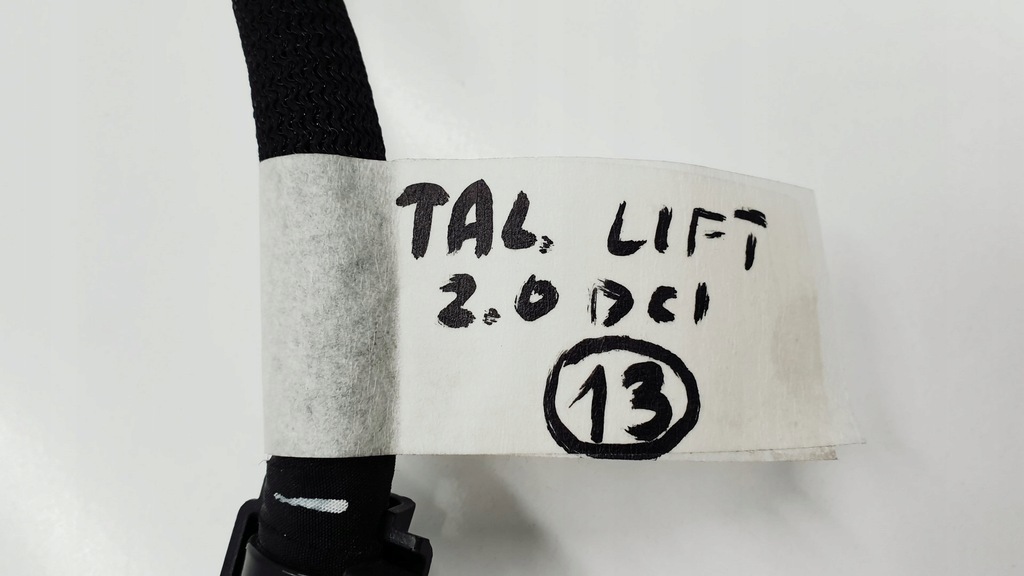 TAL. LIFT
2.0 DCI
13